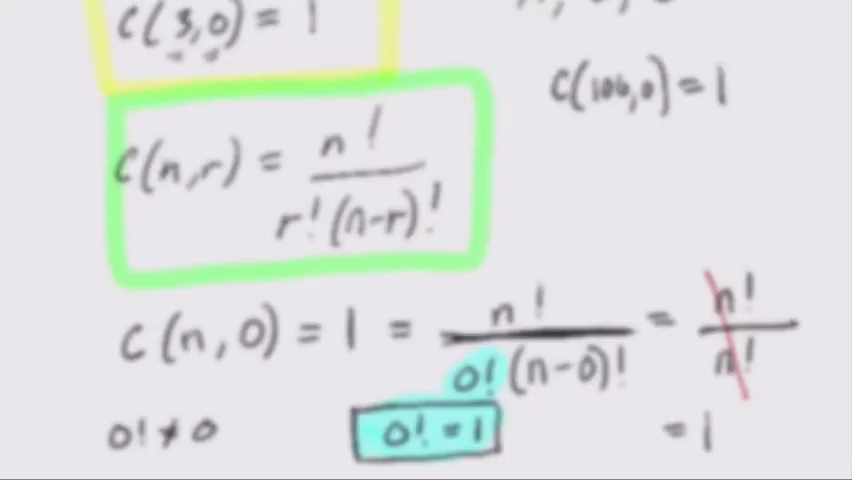 C(3,0) = 1
C(100,0) = 1
C(n,r) = n! / r!(n-r)!
C(n,0) = 1 = n! / 0!(n-0)! = n! / n!
0! ≠ 0
0! = 1
= 1